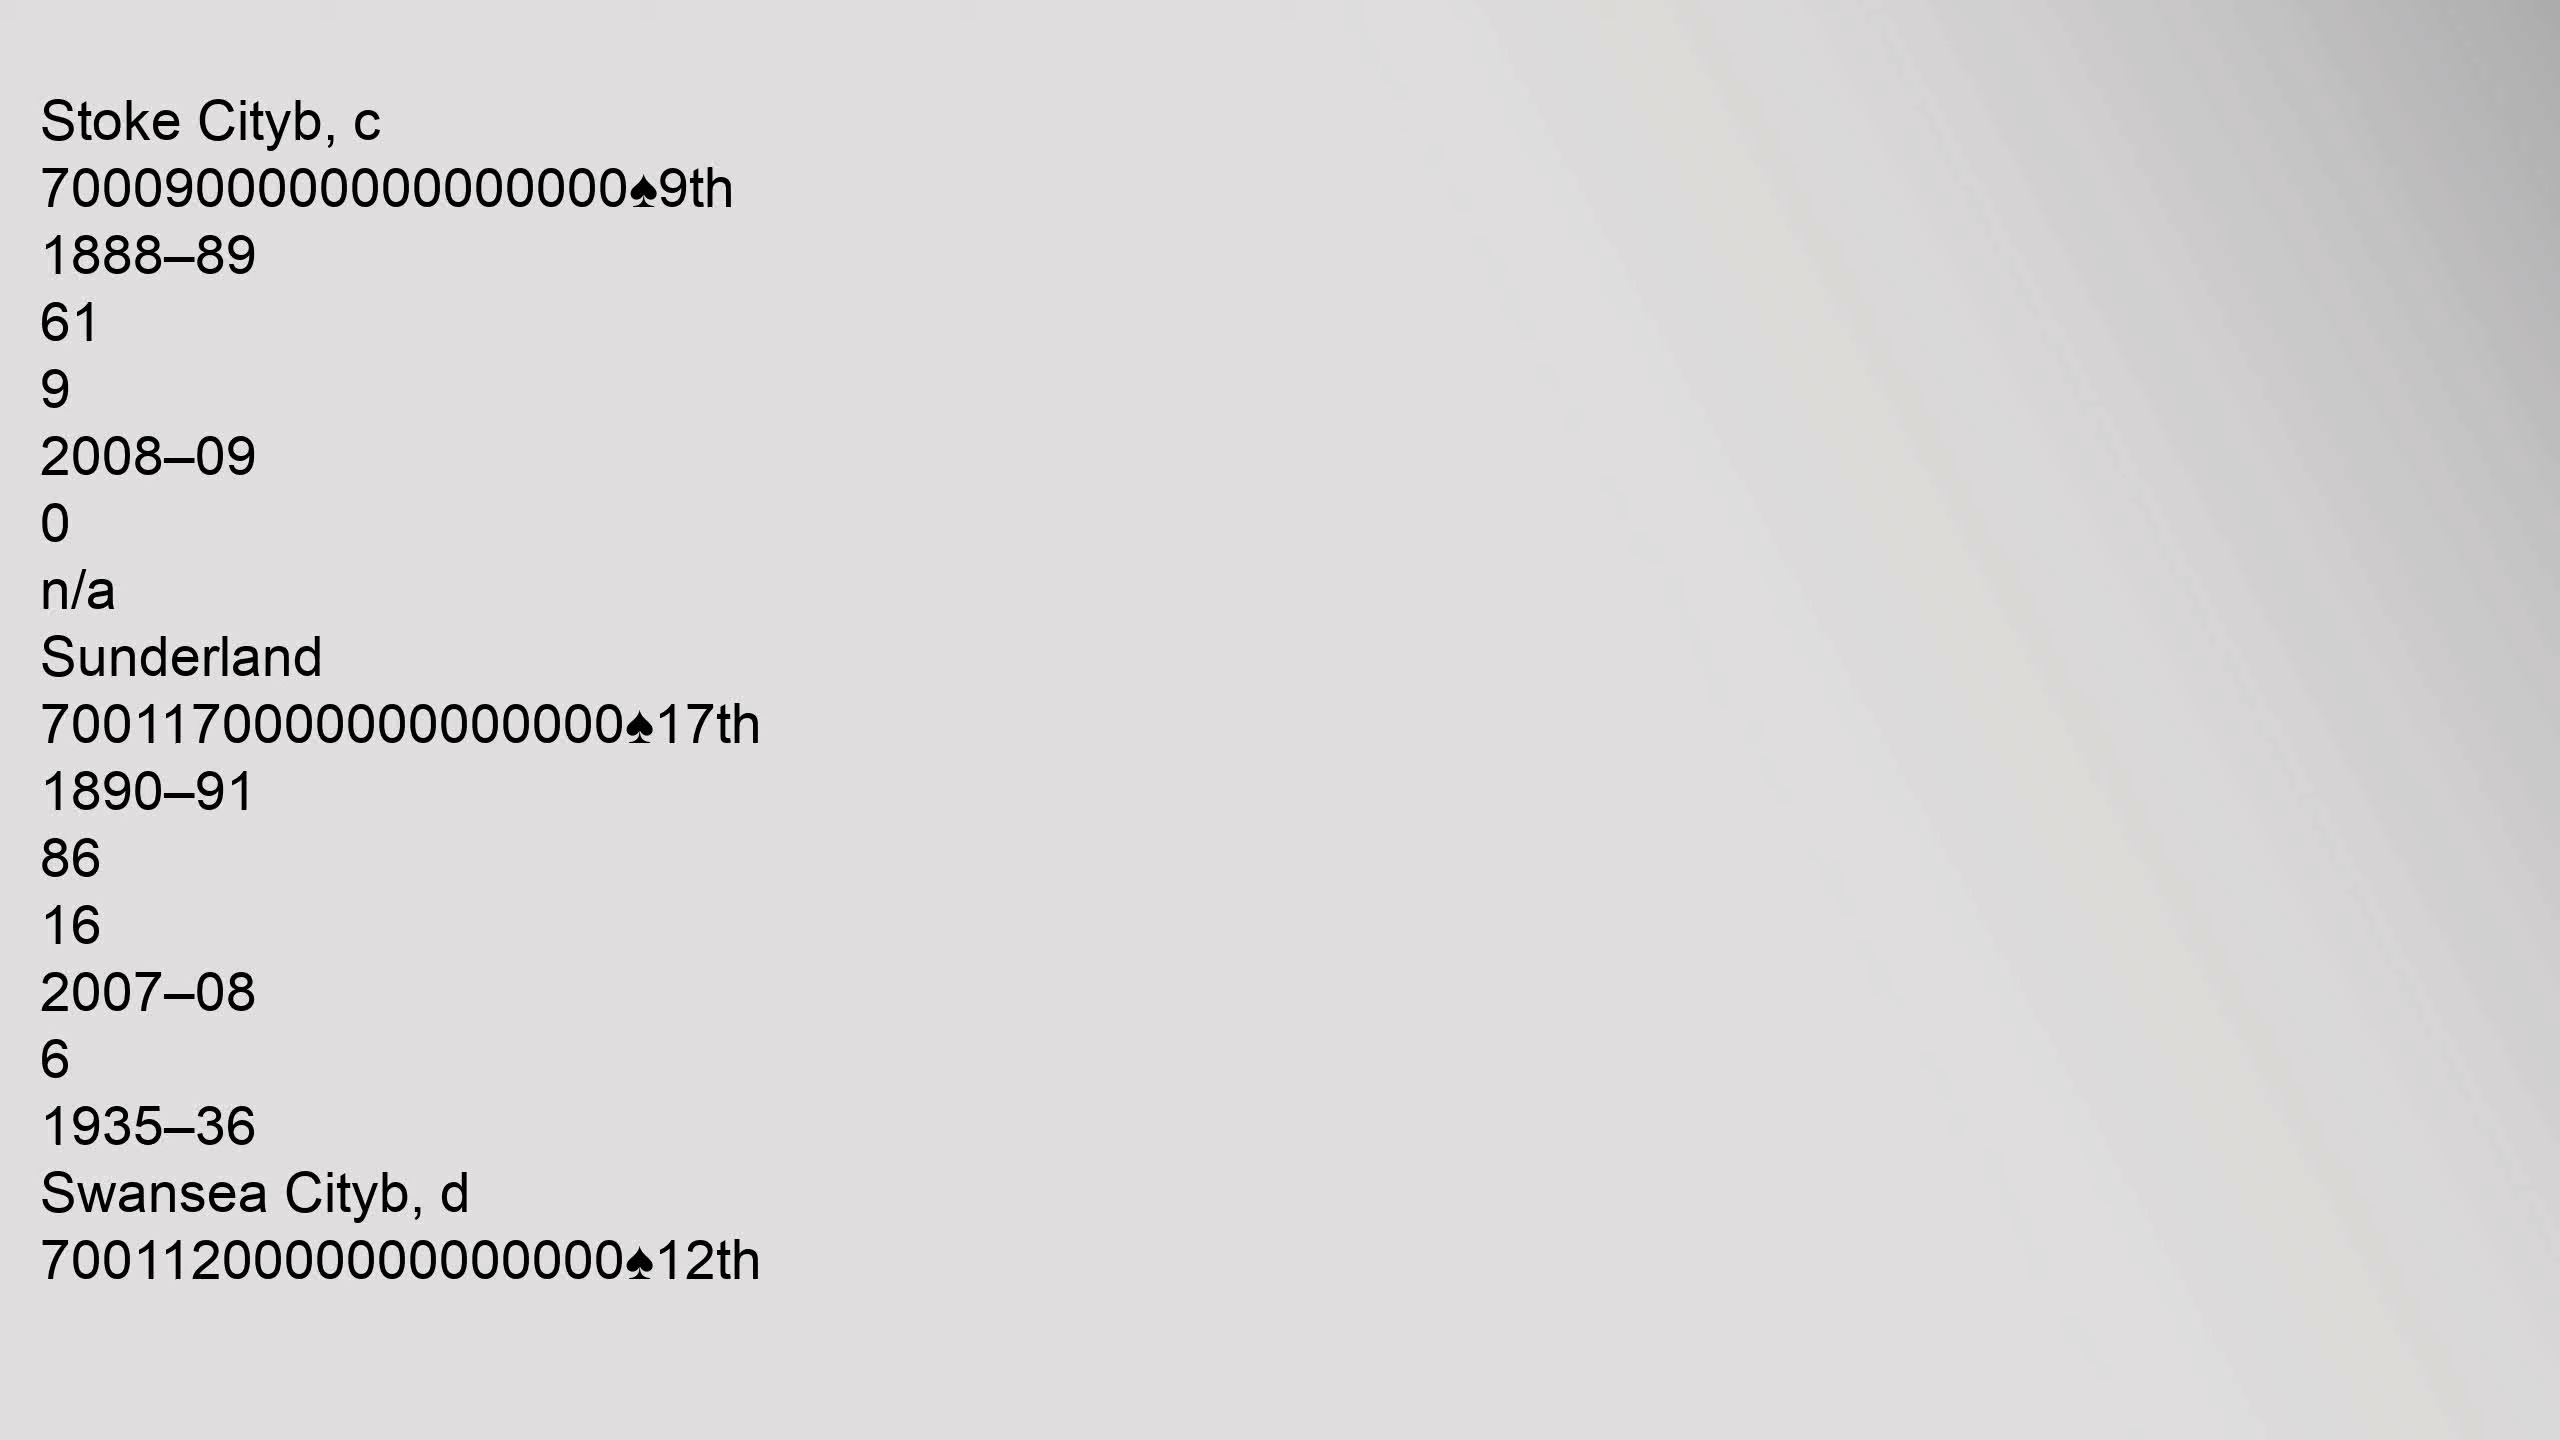 Stoke Cityb, c
7000900000000000000♠9th
1888–89
61
9
2008–09
0
n/a
Sunderland
7001170000000000000♠17th
1890–91
86
16
2007–08
6
1935–36
Swansea Cityb, d
7001120000000000000♠12th